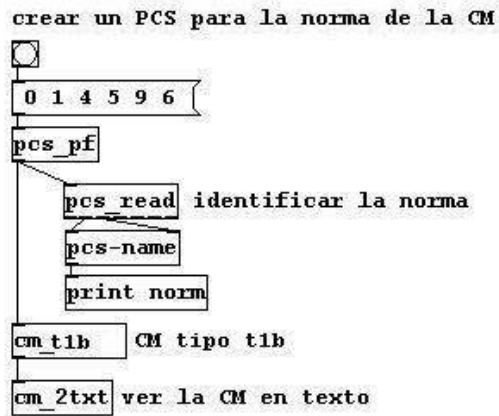 crear un PCS para la norma de la CM
0 1 4 5 9 6
pcs_pf
pcs_read identificar la norma
pcs-name
print norm
cm_t1b CM tipo t1b
cm_2txt ver la CM en texto